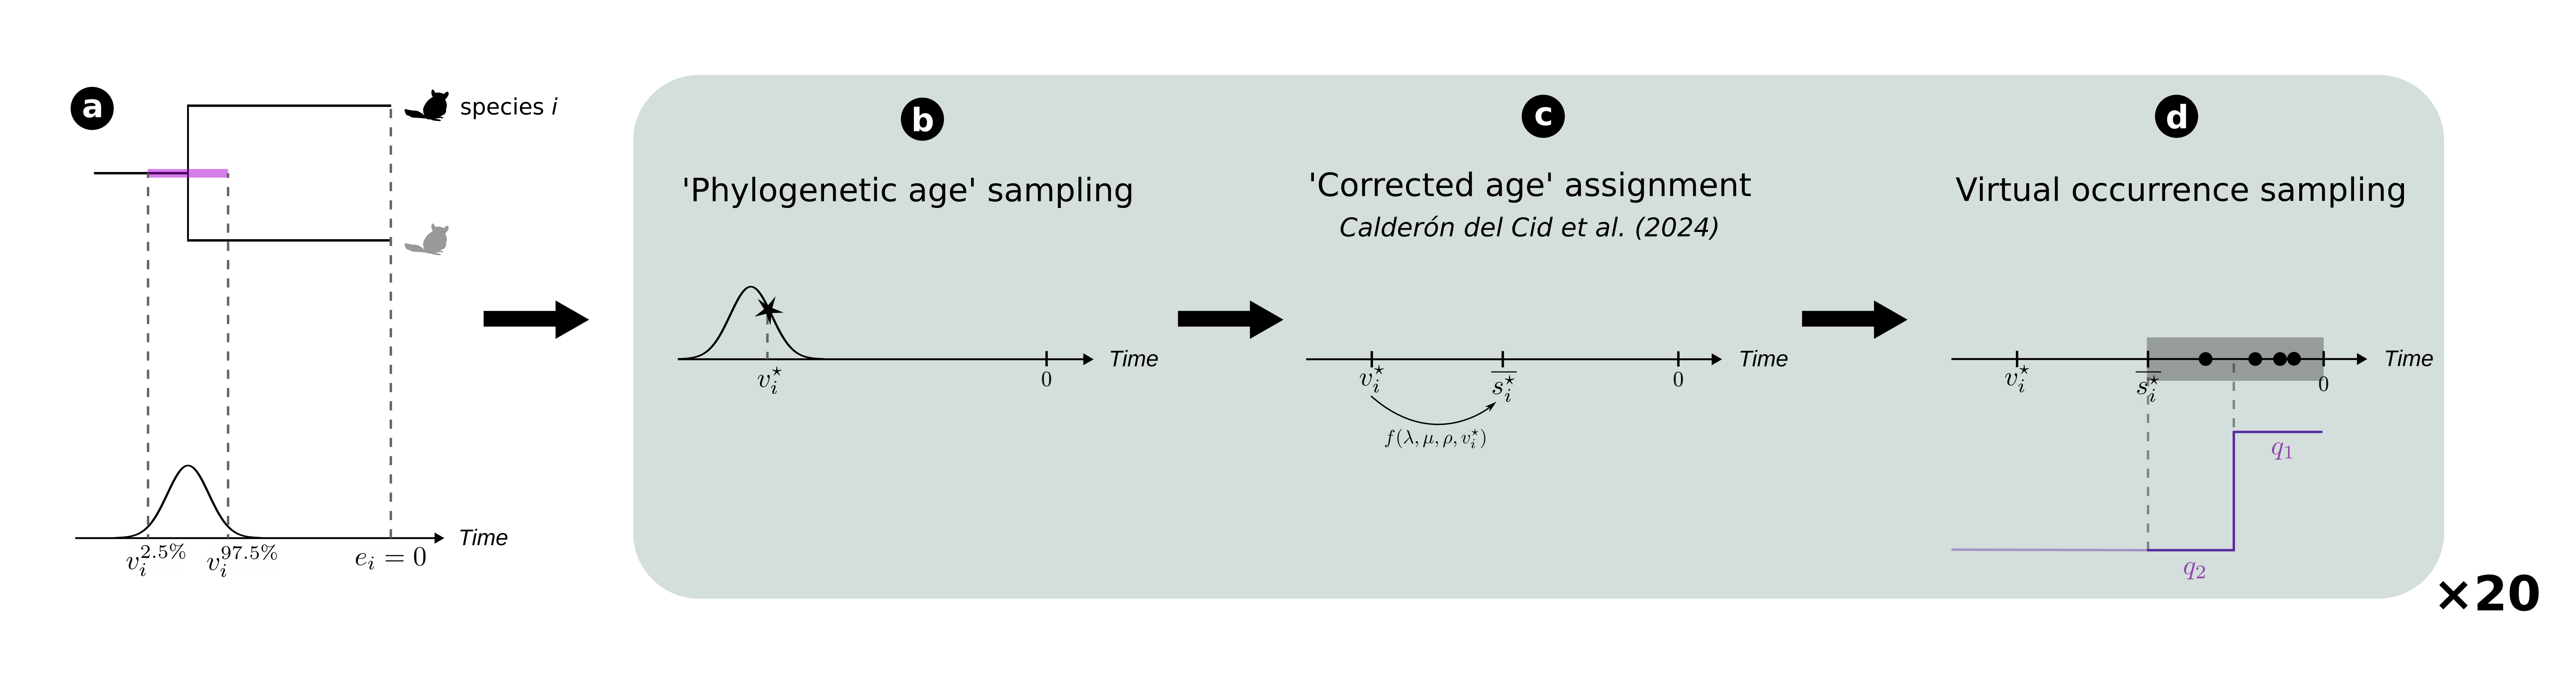 a
species i
v_i^{2.5%}
v_i^{97.5%}
e_i = 0
Time
b
'Phylogenetic age' sampling
v_i^⋆
0
Time
c
'Corrected age' assignment
Calderón del Cid et al. (2024)
v_i^⋆
\overline{s_i^⋆}
0
Time
f(λ, μ, ρ, v_i^⋆)
d
Virtual occurrence sampling
v_i^⋆
\overline{s_i^⋆}
0
Time
q_1
q_2
×20